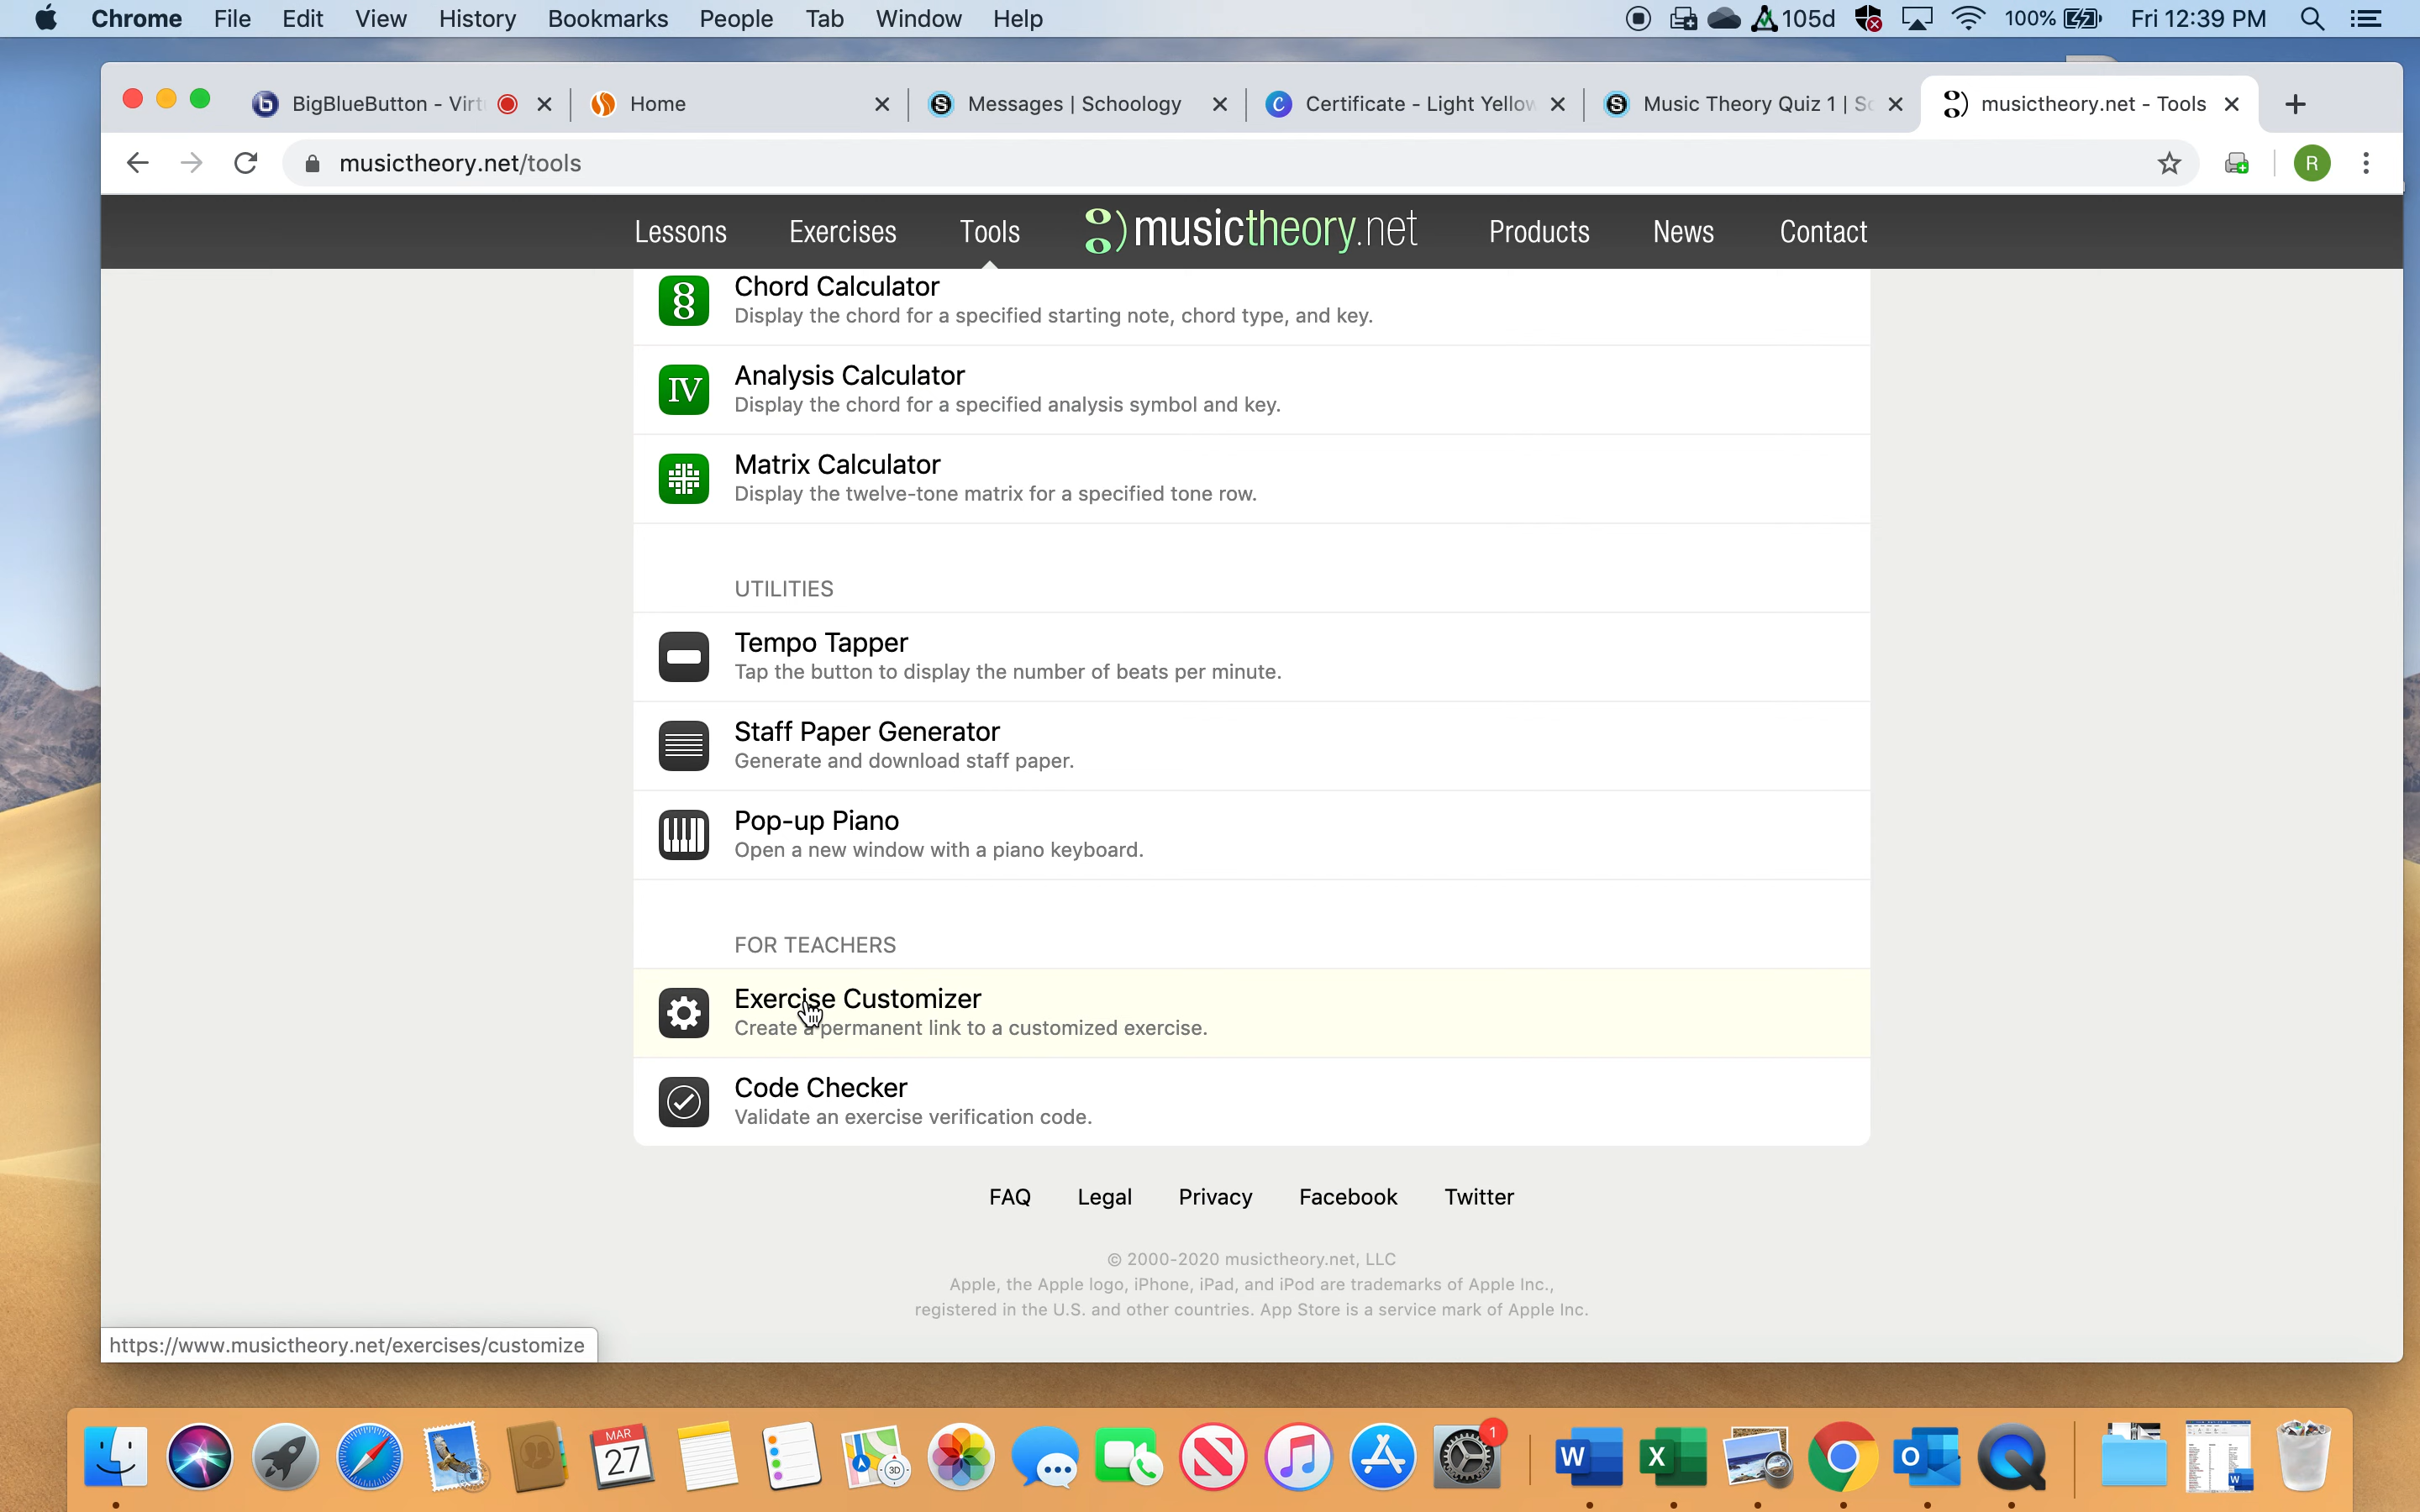 Chrome File Edit View History Bookmarks People Tab Window Help 105d 100% Fri 12:39 PM
BigBlueButton - Virt Home Messages | Schoology Certificate - Light Yellow Music Theory Quiz 1 | Sc musictheory.net - Tools
musictheory.net/tools R
Lessons Exercises Tools musictheory.net Products News Contact
Chord Calculator
Display the chord for a specified starting note, chord type, and key.
IV
Analysis Calculator
Display the chord for a specified analysis symbol and key.
Matrix Calculator
Display the twelve-tone matrix for a specified tone row.
UTILITIES
Tempo Tapper
Tap the button to display the number of beats per minute.
Staff Paper Generator
Generate and download staff paper.
Pop-up Piano
Open a new window with a piano keyboard.
FOR TEACHERS
Exercise Customizer
Create a permanent link to a customized exercise.
Code Checker
Validate an exercise verification code.
FAQ Legal Privacy Facebook Twitter
© 2000-2020 musictheory.net, LLC
Apple, the Apple logo, iPhone, iPad, and iPod are trademarks of Apple Inc.,
registered in the U.S. and other countries. App Store is a service mark of Apple Inc.
https://www.musictheory.net/exercises/customize
MAR
27
3D
1
W X O
W